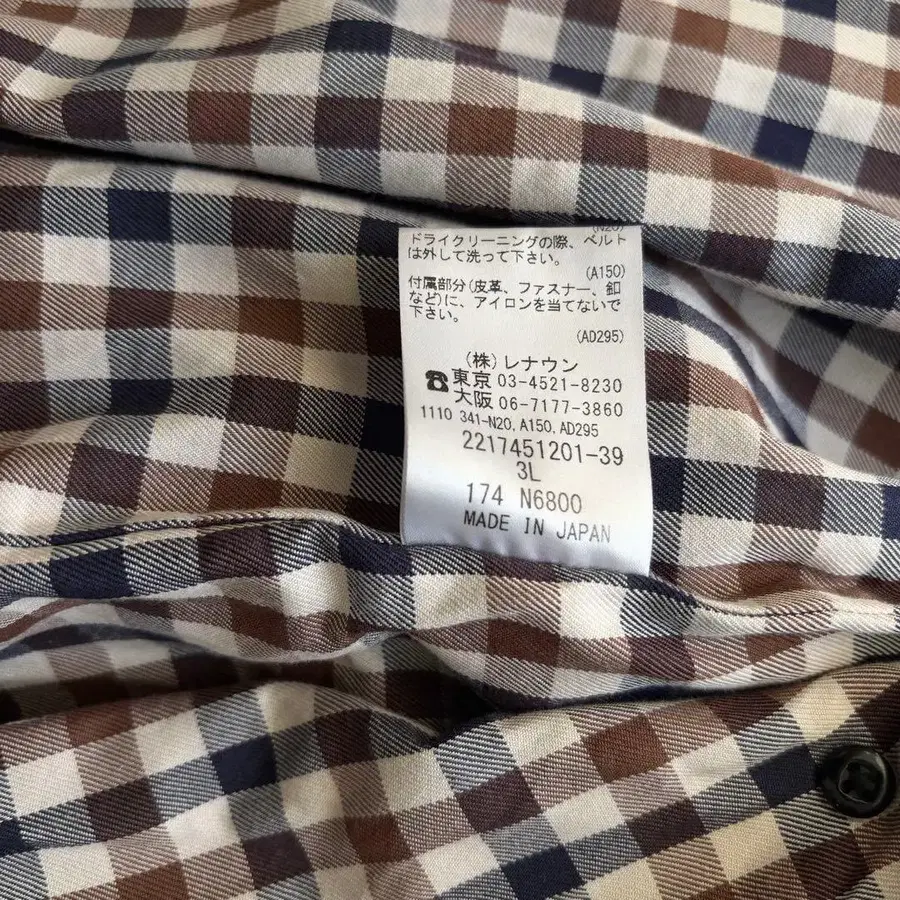 (N20)
ドライクリーニングの際、ベルト
は外して洗って下さい。
(A150)
付属部分(皮革、ファスナー、釦
など)に、アイロンを当てないで
下さい。
(AD295)
(株)レナウン
☎東京 03-4521-8230
大阪 06-7177-3860
1110 341-N20, A150, AD295
2217451201-39
3L
174 N6800
MADE IN JAPAN